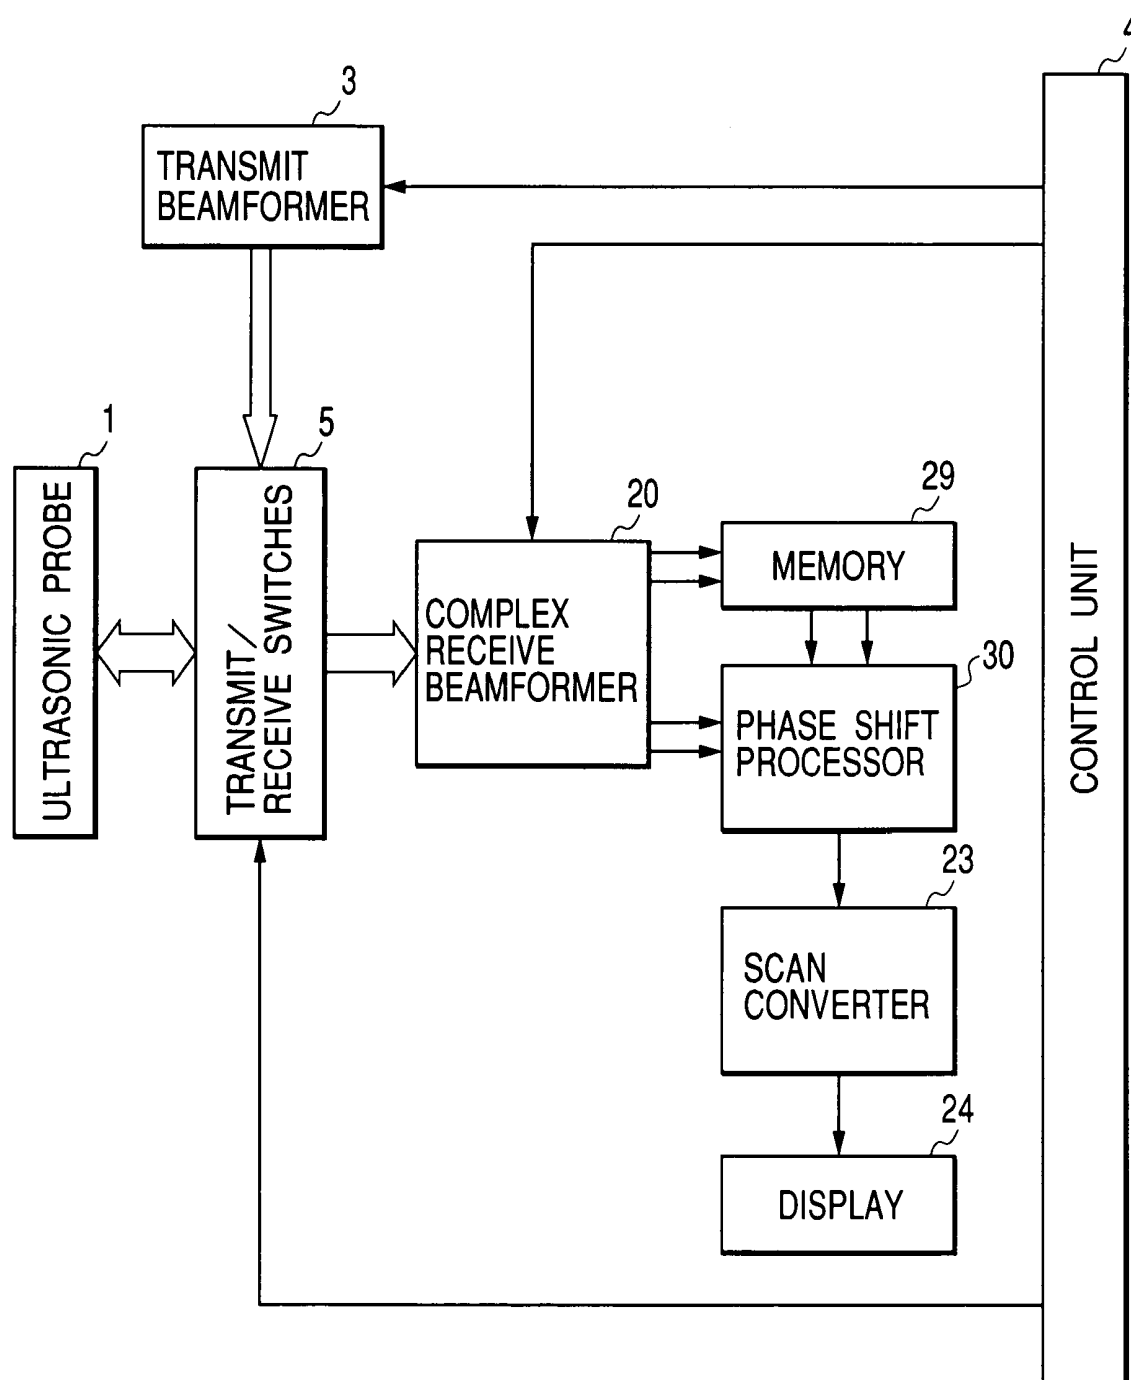 4
3
TRANSMIT
BEAMFORMER
1
ULTRASONIC PROBE
5
TRANSMIT/
RECEIVE SWITCHES
20
COMPLEX
RECEIVE
BEAMFORMER
29
MEMORY
30
PHASE SHIFT
PROCESSOR
23
SCAN
CONVERTER
24
DISPLAY
CONTROL UNIT